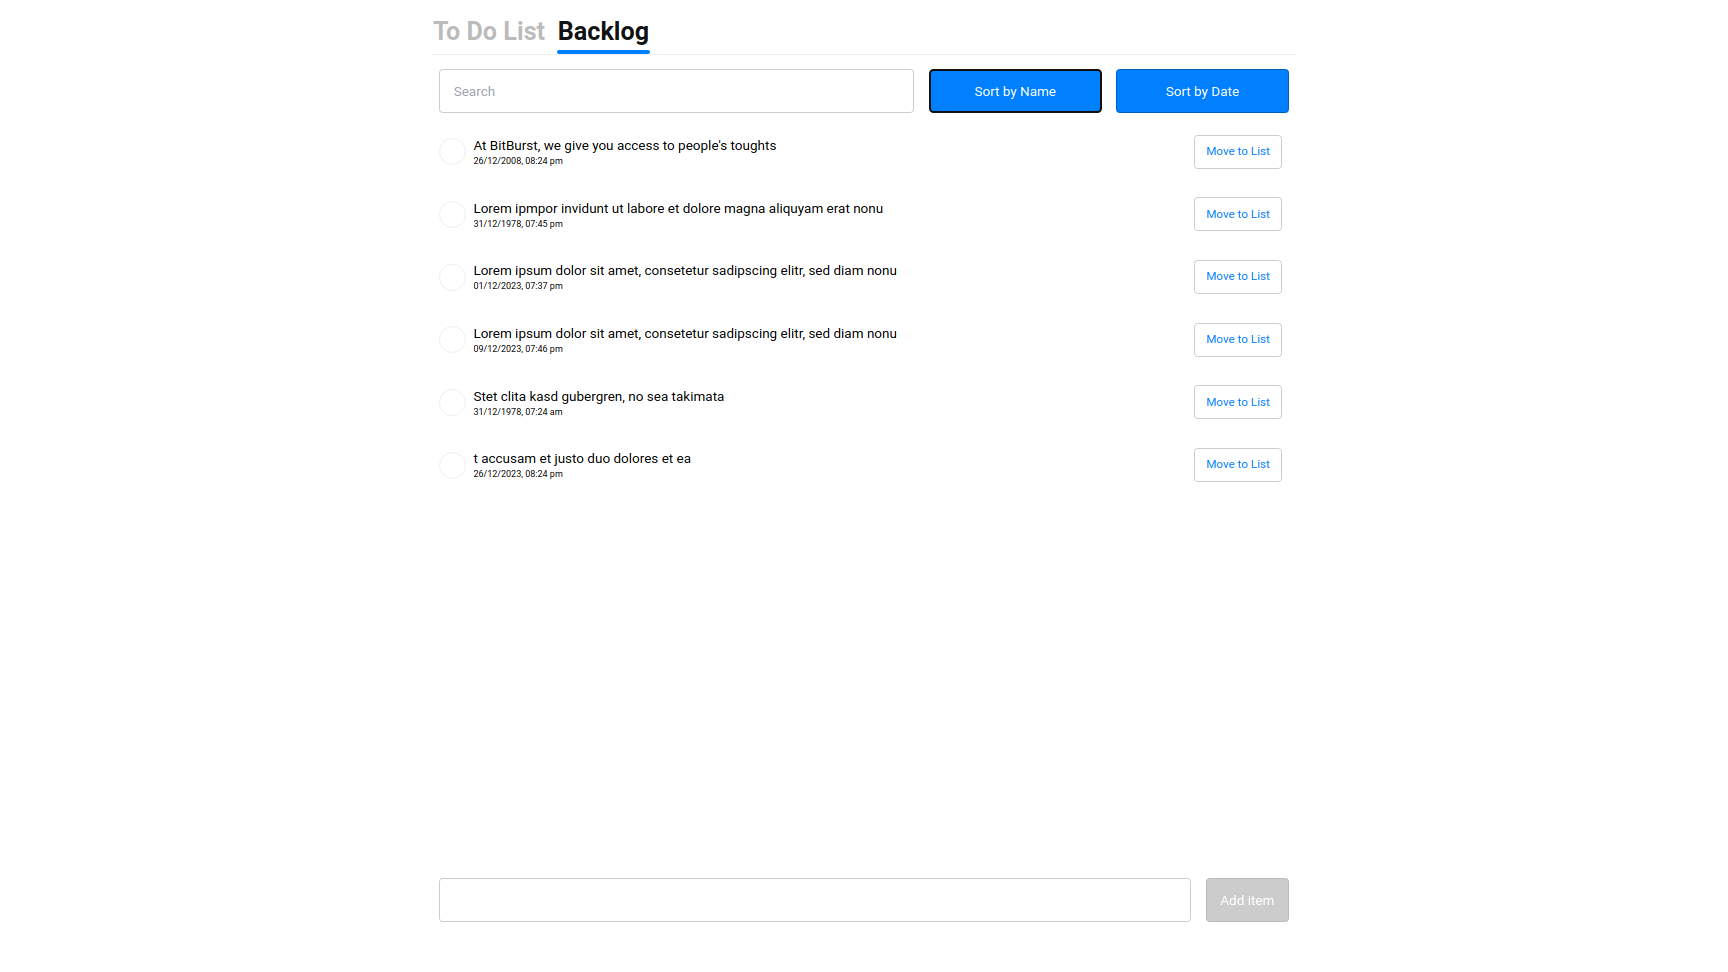 To Do List Backlog
Search Sort by Name Sort by Date
At BitBurst, we give you access to people's toughts
26/12/2008, 08:24 pm
Move to List
Lorem ipmpor invidunt ut labore et dolore magna aliquyam erat nonu
31/12/1978, 07:45 pm
Move to List
Lorem ipsum dolor sit amet, consetetur sadipscing elitr, sed diam nonu
01/12/2023, 07:37 pm
Move to List
Lorem ipsum dolor sit amet, consetetur sadipscing elitr, sed diam nonu
09/12/2023, 07:46 pm
Move to List
Stet clita kasd gubergren, no sea takimata
31/12/1978, 07:24 am
Move to List
t accusam et justo duo dolores et ea
26/12/2023, 08:24 pm
Move to List
Add item